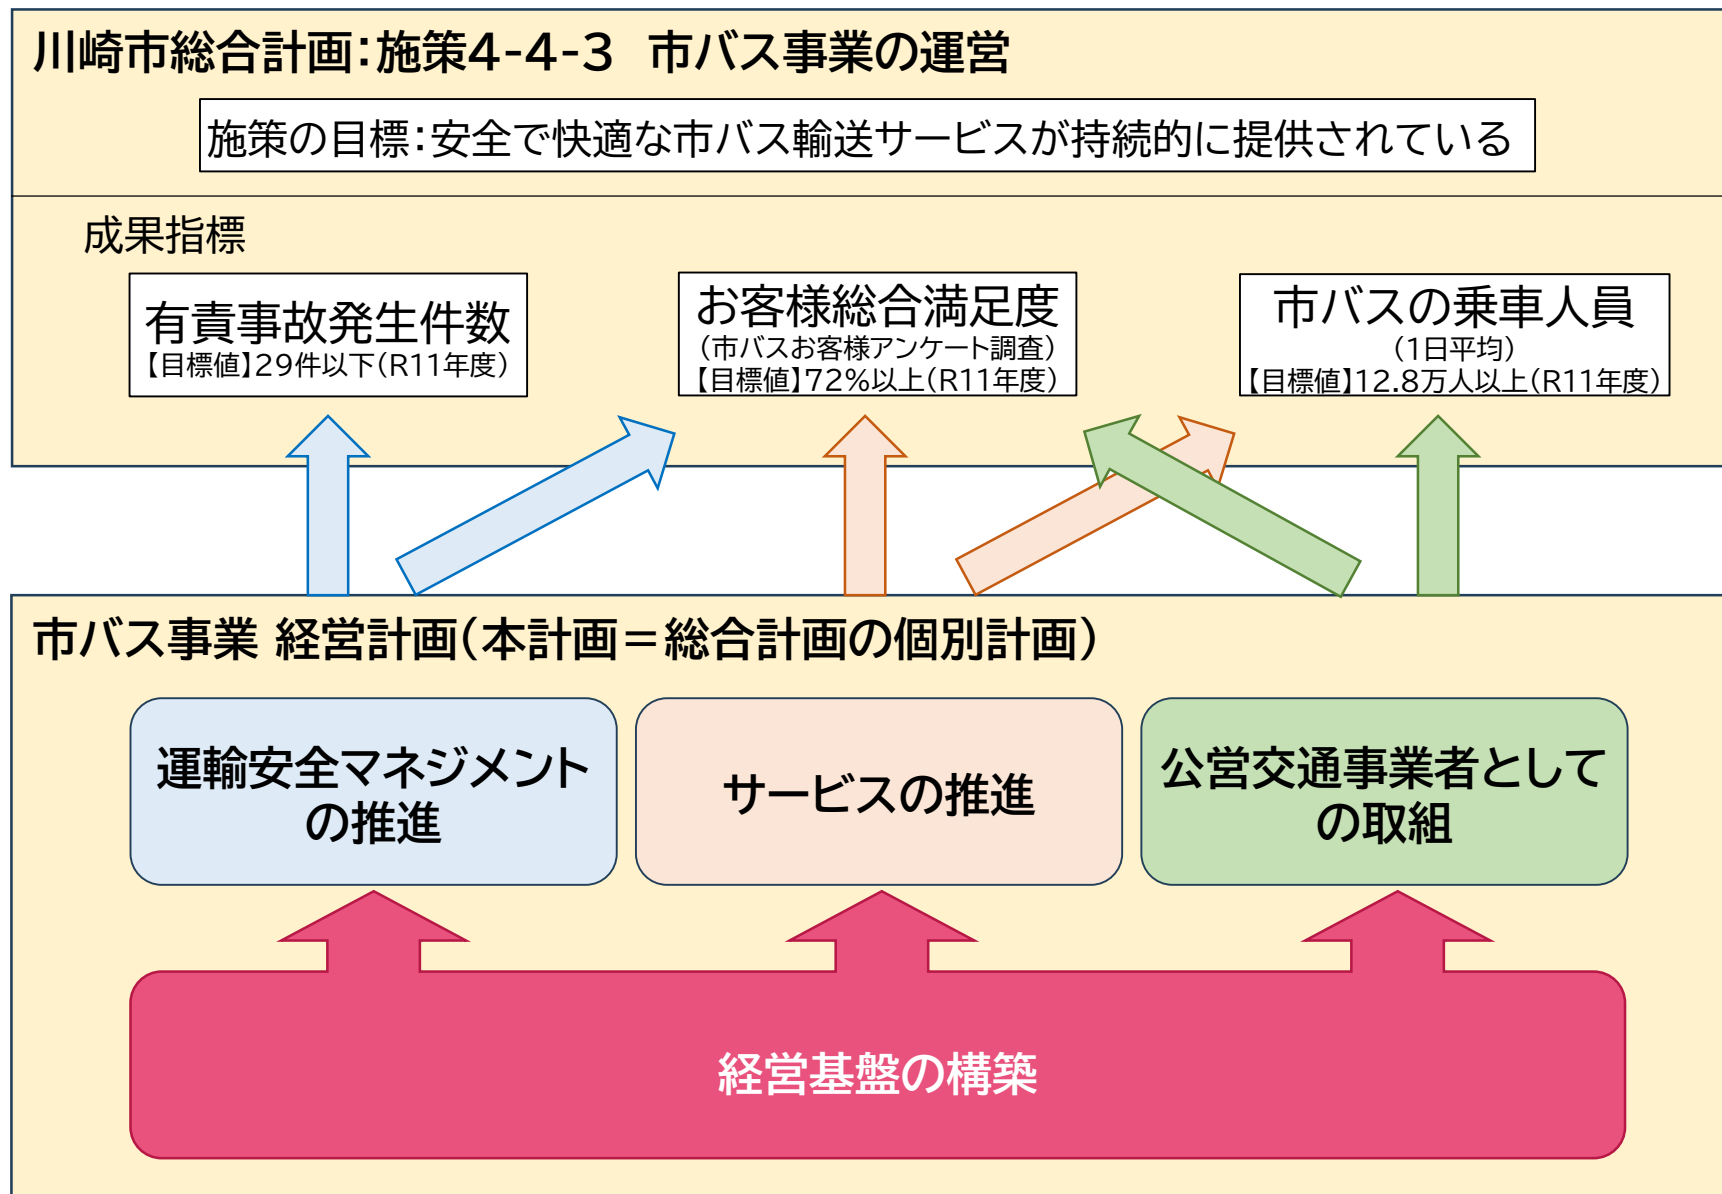 川崎市総合計画：施策4-4-3　市バス事業の運営
施策の目標：安全で快適な市バス輸送サービスが持続的に提供されている
成果指標
有責事故発生件数
【目標値】29件以下（R11年度）
お客様総合満足度
（市バスお客様アンケート調査）
【目標値】72％以上（R11年度）
市バスの乗車人員
（1日平均）
【目標値】12.8万人以上（R11年度）
市バス事業 経営計画（本計画＝総合計画の個別計画）
運輸安全マネジメント
の推進
サービスの推進
公営交通事業者として
の取組
経営基盤の構築